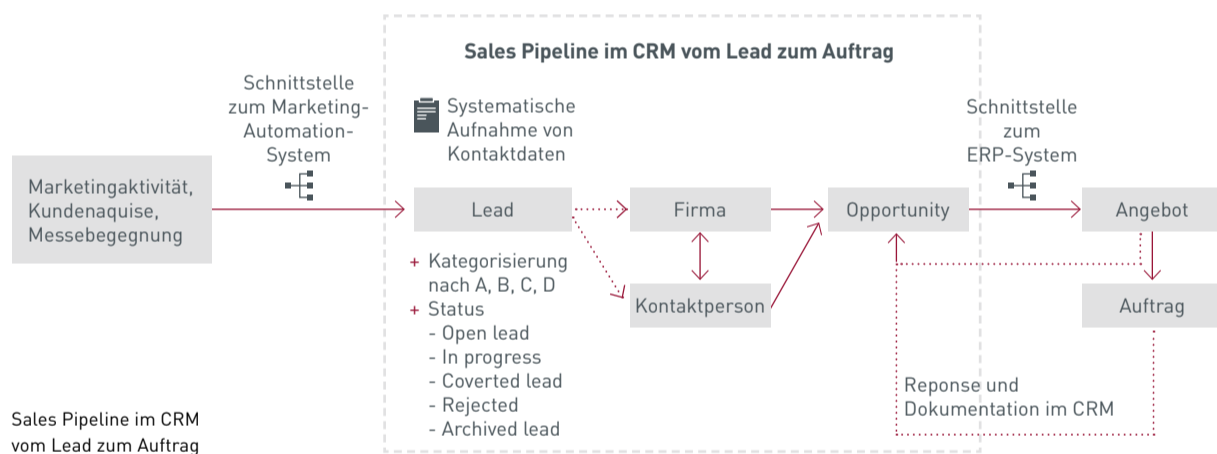 Sales Pipeline im CRM vom Lead zum Auftrag
Schnittstelle
zum Marketing-
Automation-
System
Systematische
Aufnahme von
Kontaktdaten
Schnittstelle
zum
ERP-System
Marketingaktivität,
Kundenaquise,
Messebegegnung
Lead
Firma
Opportunity
Angebot
+ Kategorisierung
nach A, B, C, D
+ Status
- Open lead
- In progress
- Coverted lead
- Rejected
- Archived lead
Kontaktperson
Auftrag
Reponse und
Dokumentation im CRM
Sales Pipeline im CRM
vom Lead zum Auftrag